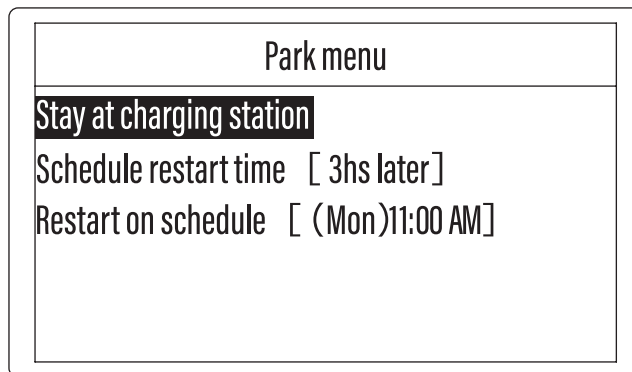 Park menu
Stay at charging station
Schedule restart time [ 3hs later]
Restart on schedule [ (Mon)11:00 AM]